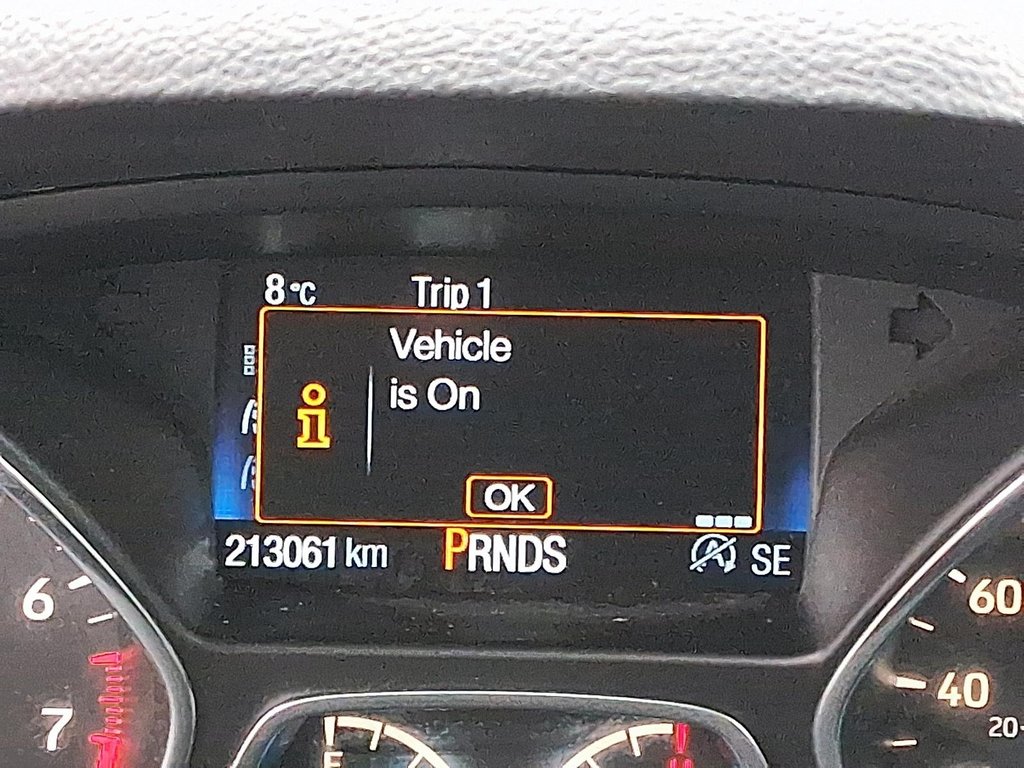 8°C Trip 1
Vehicle
is On
i
OK
213061 km PRNDS A SE
6
7
60
40
20